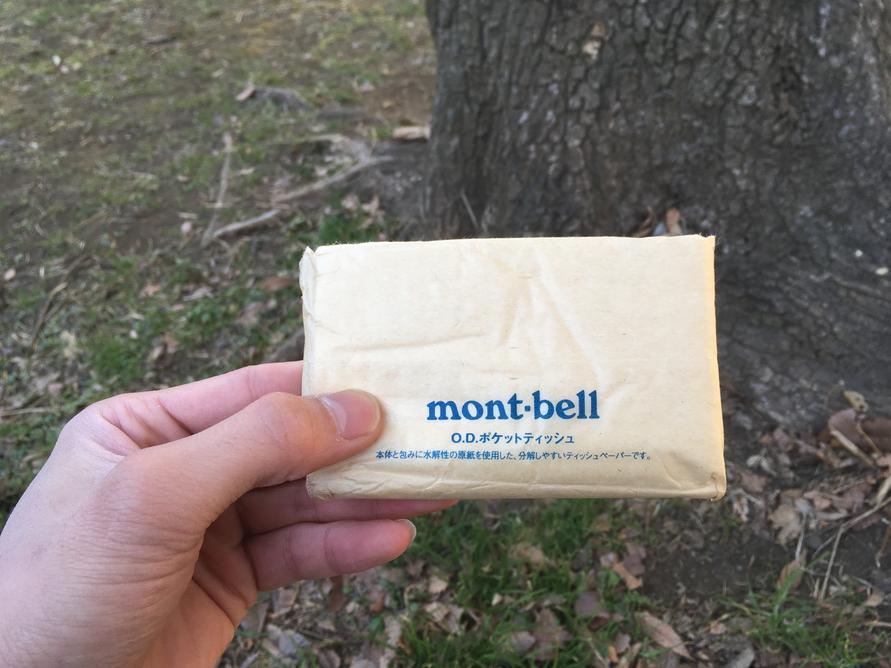 mont·bell
O.D.ポケットティッシュ
本体と包みに水解性の原紙を使用した、分解しやすいティッシュペーパーです。